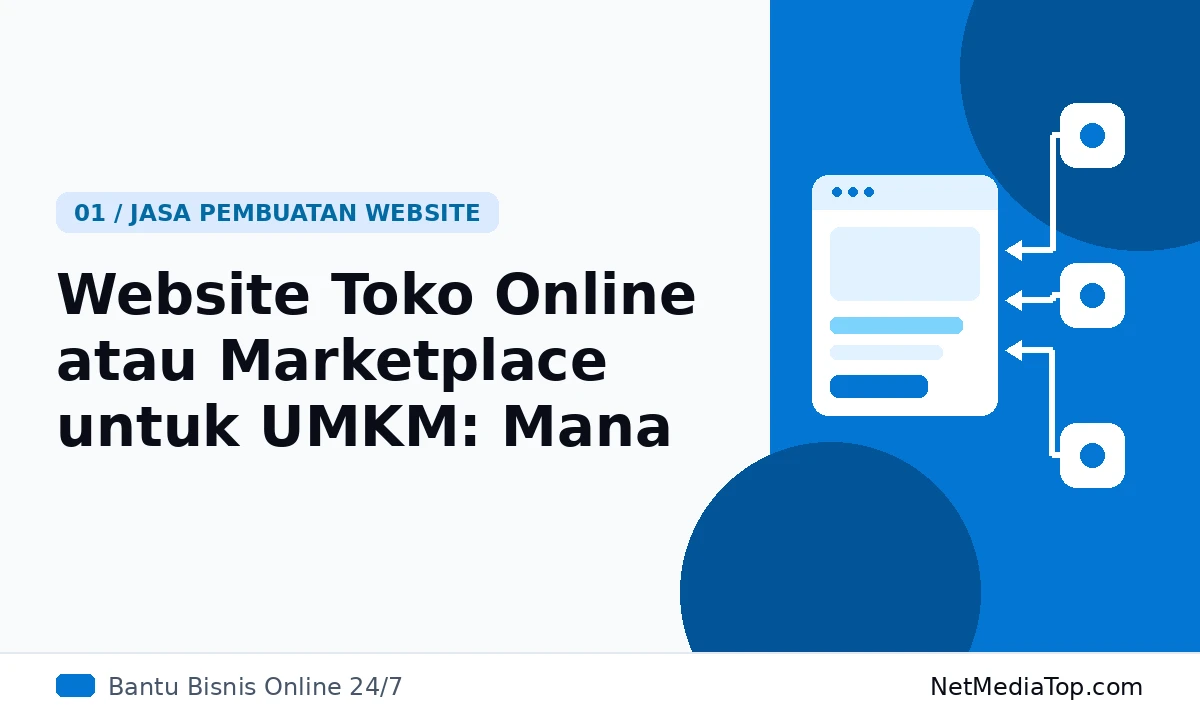 01 / JASA PEMBUATAN WEBSITE
Website Toko Online
atau Marketplace
untuk UMKM: Mana
Bantu Bisnis Online 24/7
NetMediaTop.com